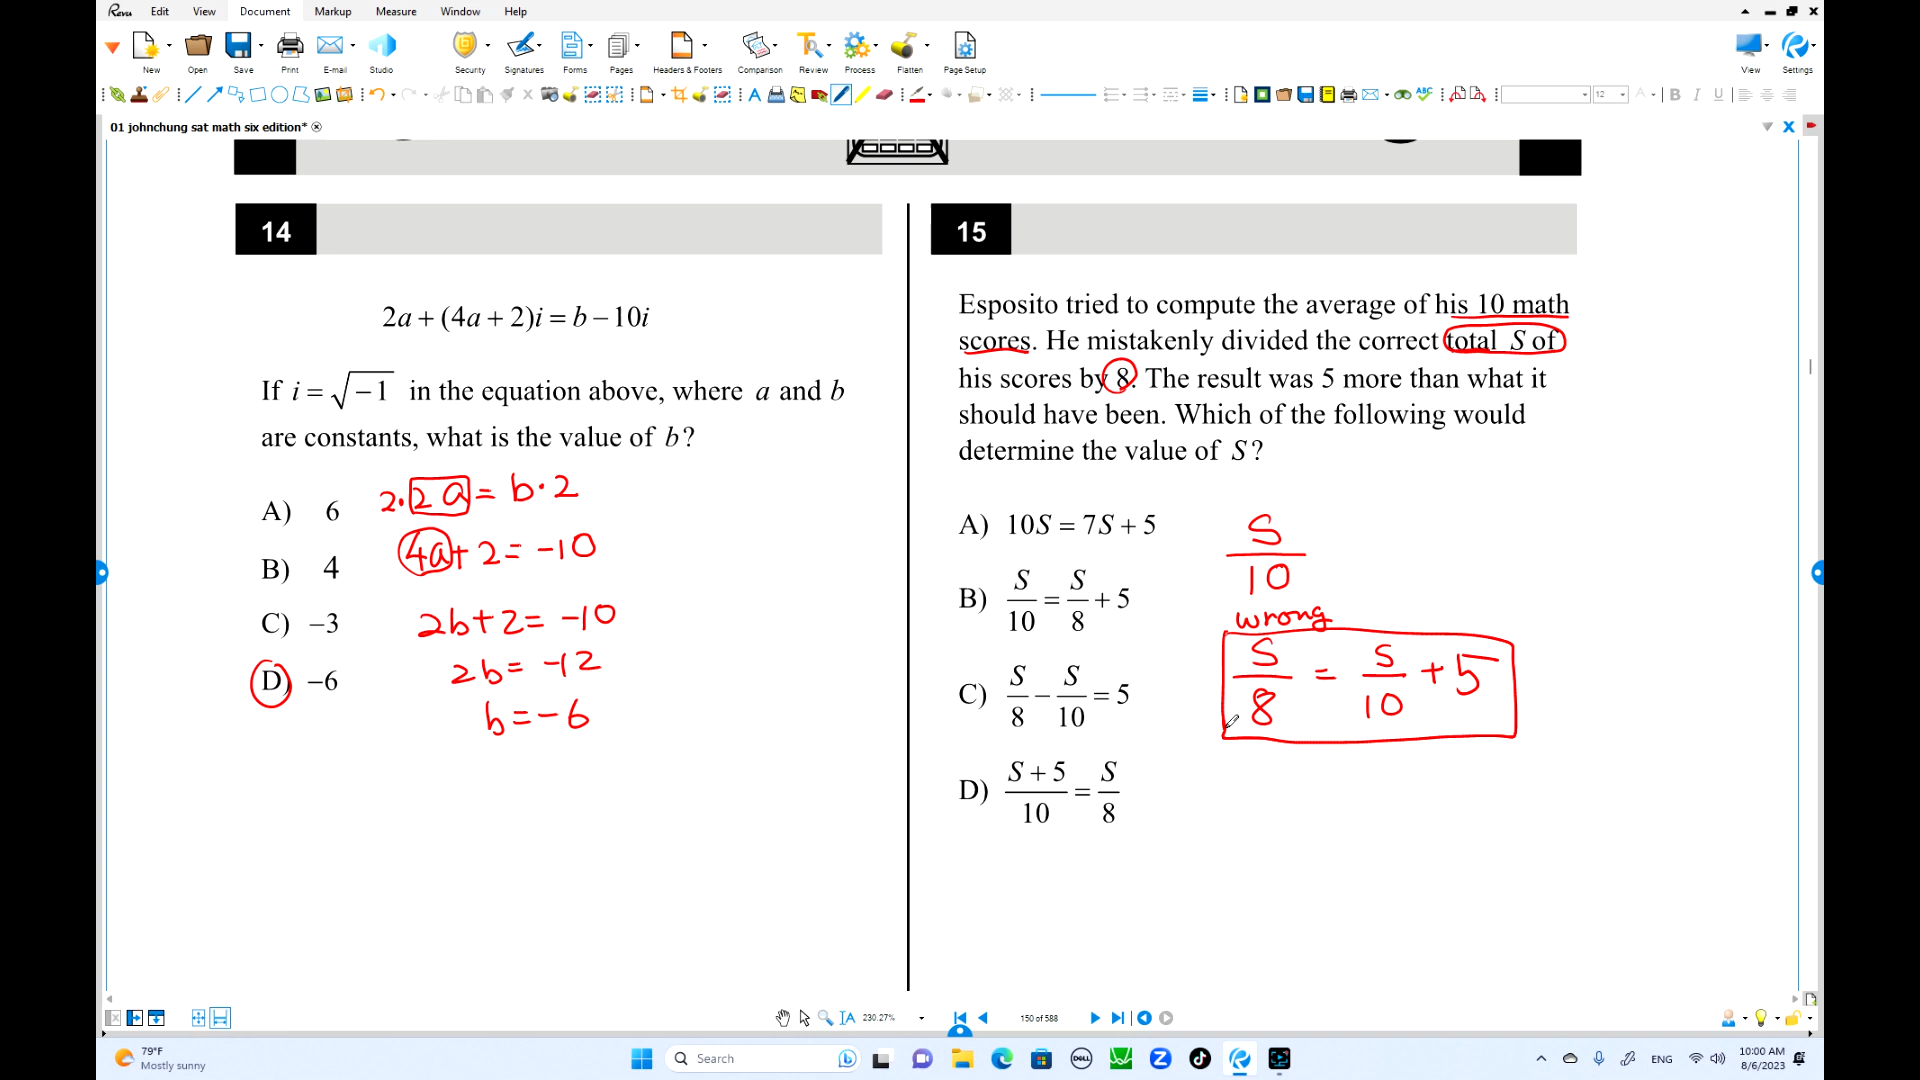 Revu Edit View Document Markup Measure Window Help
New Open Save Print E-mail Studio Security Signatures Forms Pages Headers & Footers Comparison Review Process Flatten Page Setup View Settings
12
01 johnchung sat math six edition*
14
2a + (4a + 2)i = b − 10i
If i = √−1 in the equation above, where a and b
are constants, what is the value of b?
A) 6
B) 4
C) −3
D) −6
2·2a = b·2
4a + 2 = −10
2b + 2 = −10
2b = −12
b = −6
15
Esposito tried to compute the average of his 10 math
scores. He mistakenly divided the correct total S of
his scores by 8. The result was 5 more than what it
should have been. Which of the following would
determine the value of S?
A) 10S = 7S + 5
B) S/10 = S/8 + 5
C) S/8 − S/10 = 5
D) (S + 5)/10 = S/8
S/10
wrong
S/8 = S/10 + 5
230.27%
150 of 588
79°F
Mostly sunny
Search
DELL
ENG
10:00 AM
8/6/2023